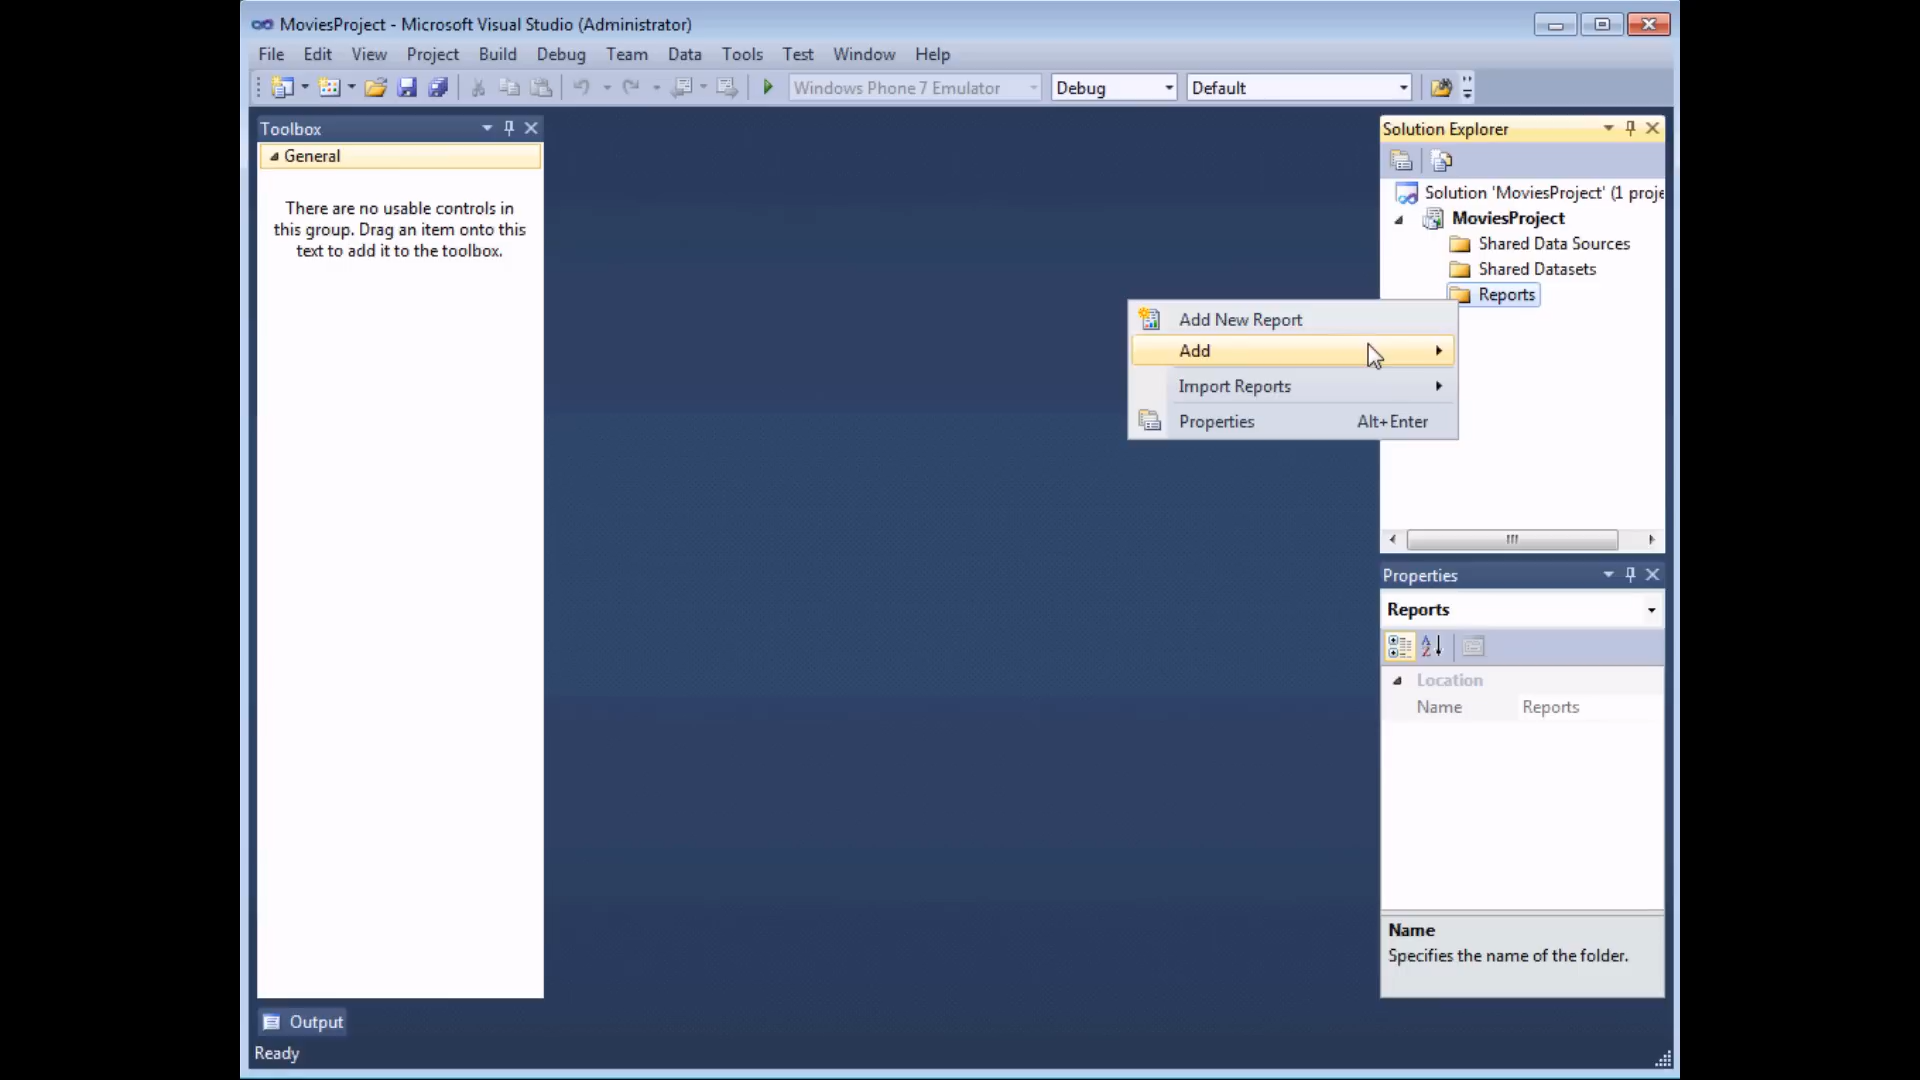 MoviesProject - Microsoft Visual Studio (Administrator)
File Edit View Project Build Debug Team Data Tools Test Window Help
Windows Phone 7 Emulator Debug Default
Toolbox
General
There are no usable controls in
this group. Drag an item onto this
text to add it to the toolbox.
Solution Explorer
Solution 'MoviesProject' (1 proje
MoviesProject
Shared Data Sources
Shared Datasets
Reports
Add New Report
Add
Import Reports
Properties Alt+Enter
Properties
Reports
Location
Name Reports
Name
Specifies the name of the folder.
Output
Ready